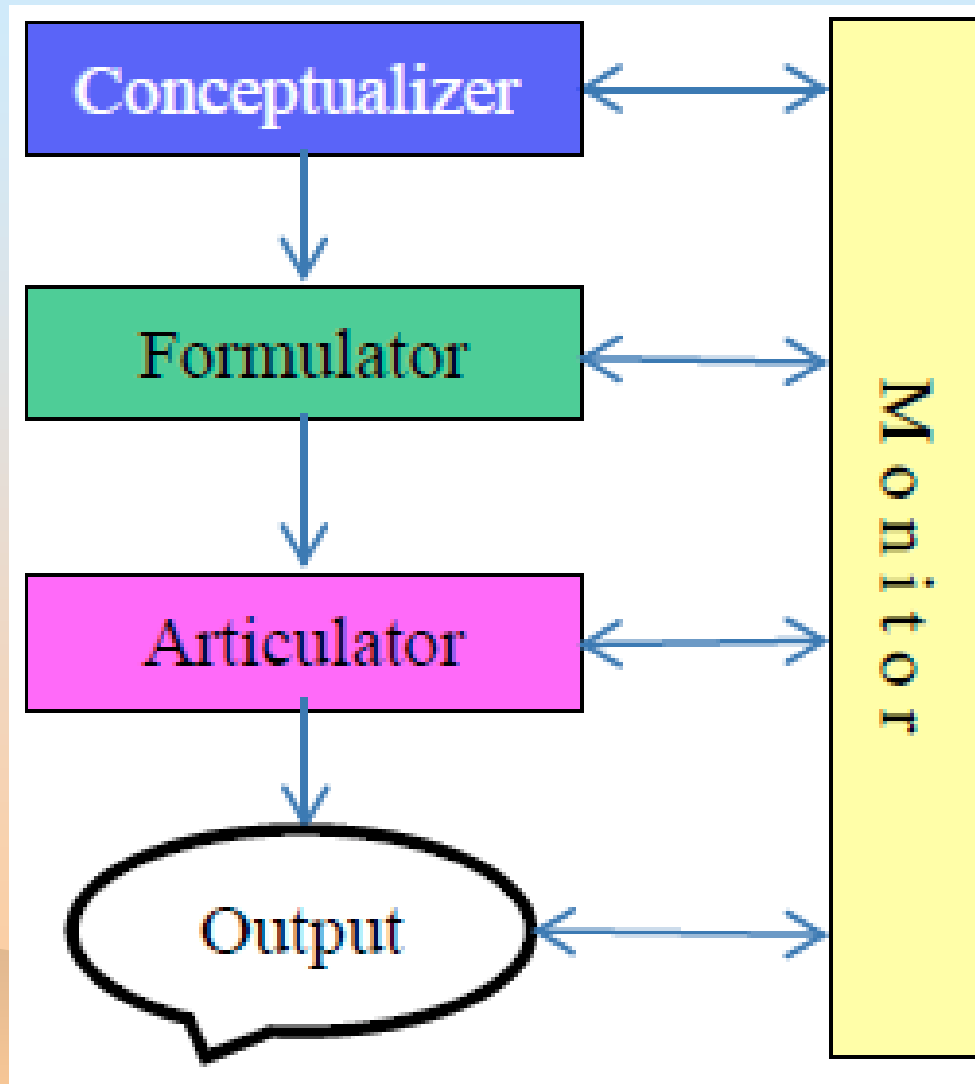 Conceptualizer
Formulator
Articulator
Output
Monitor